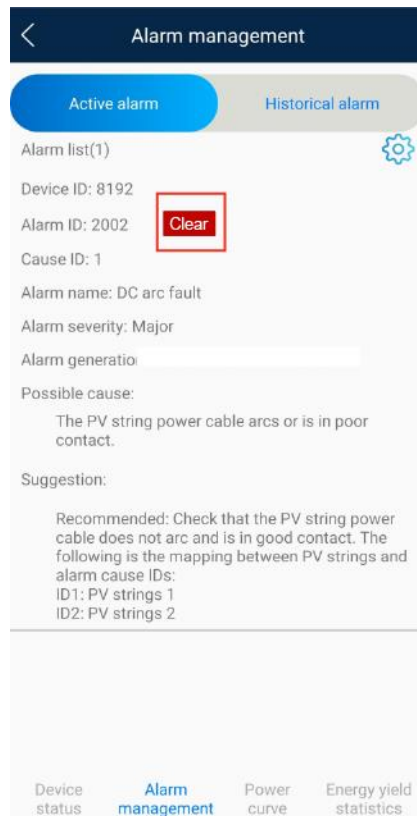 Alarm management
Active alarm
Historical alarm
Alarm list(1)
Device ID: 8192
Alarm ID: 2002
Clear
Cause ID: 1
Alarm name: DC arc fault
Alarm severity: Major
Alarm generatio
Possible cause:
The PV string power cable arcs or is in poor
contact.
Suggestion:
Recommended: Check that the PV string power
cable does not arc and is in good contact. The
following is the mapping between PV strings and
alarm cause IDs:
ID1: PV strings 1
ID2: PV strings 2
Device status
Alarm management
Power curve
Energy yield statistics